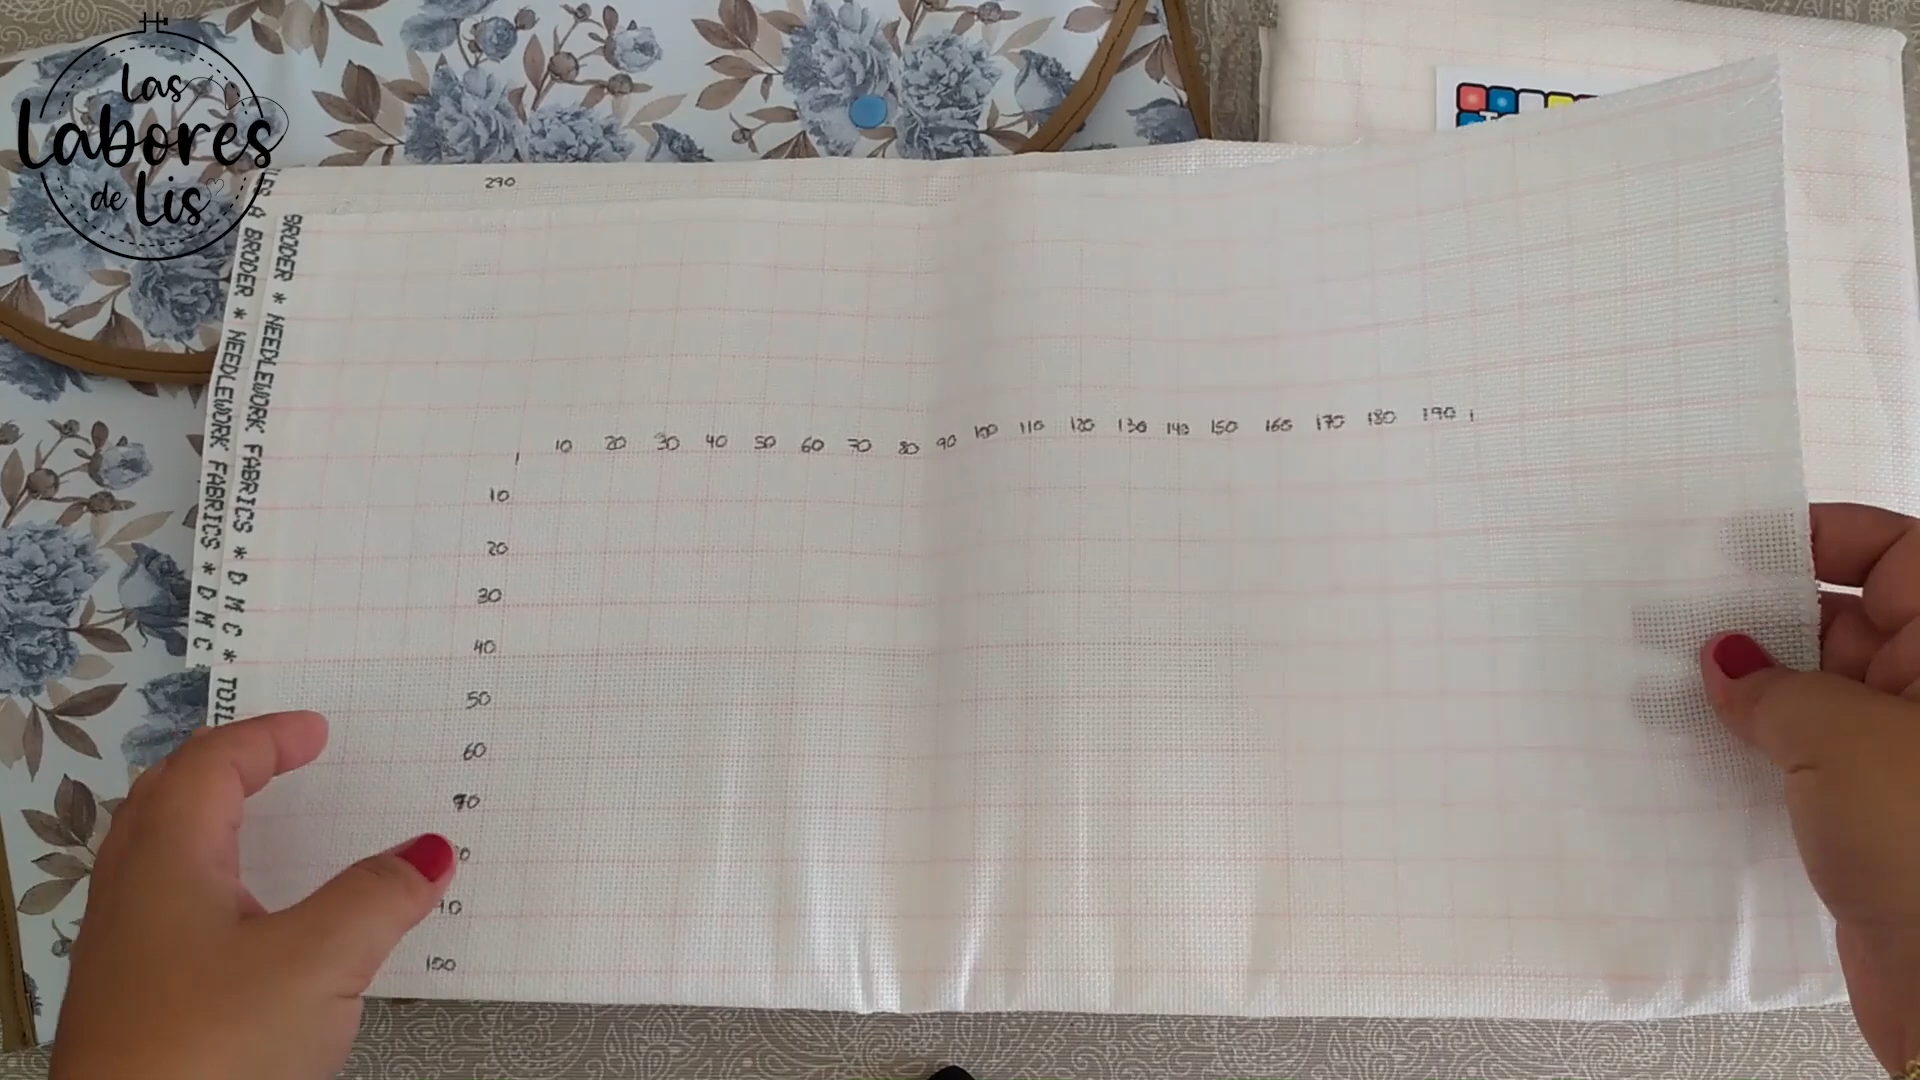 Las
Labores
de Lis
290
BRODER * NEEDLEWORK FABRICS * DMC *
BRODER * NEEDLEWORK FABRICS * DMC * TOIL
10 20 30 40 50 60 70 80 90 100 110 120 130 140 150 160 170 180 190
10
20
30
40
50
60
70
90
100